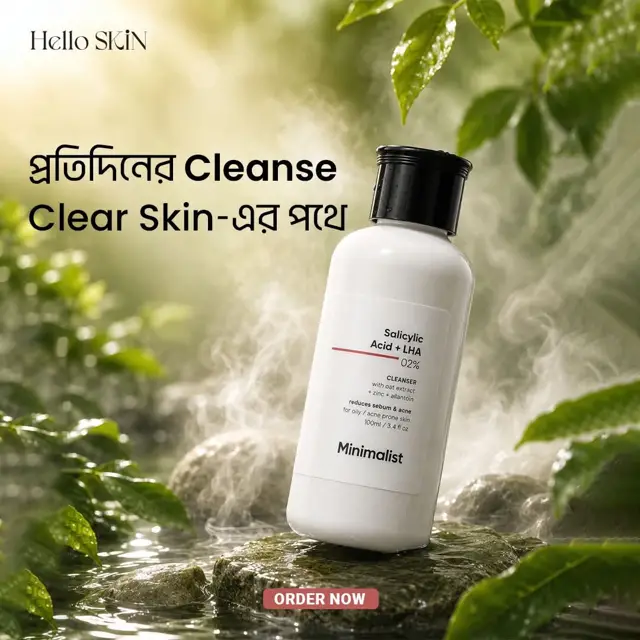 Hello SKiN
প্রতিদিনের Cleanse
Clear Skin-এর পথে
Salicylic
Acid + LHA
02%
CLEANSER
with oat extract
+ zinc + allantoin
reduces sebum & acne
for oily / acne prone skin
100ml / 3.4 fl oz
Minimalist
ORDER NOW